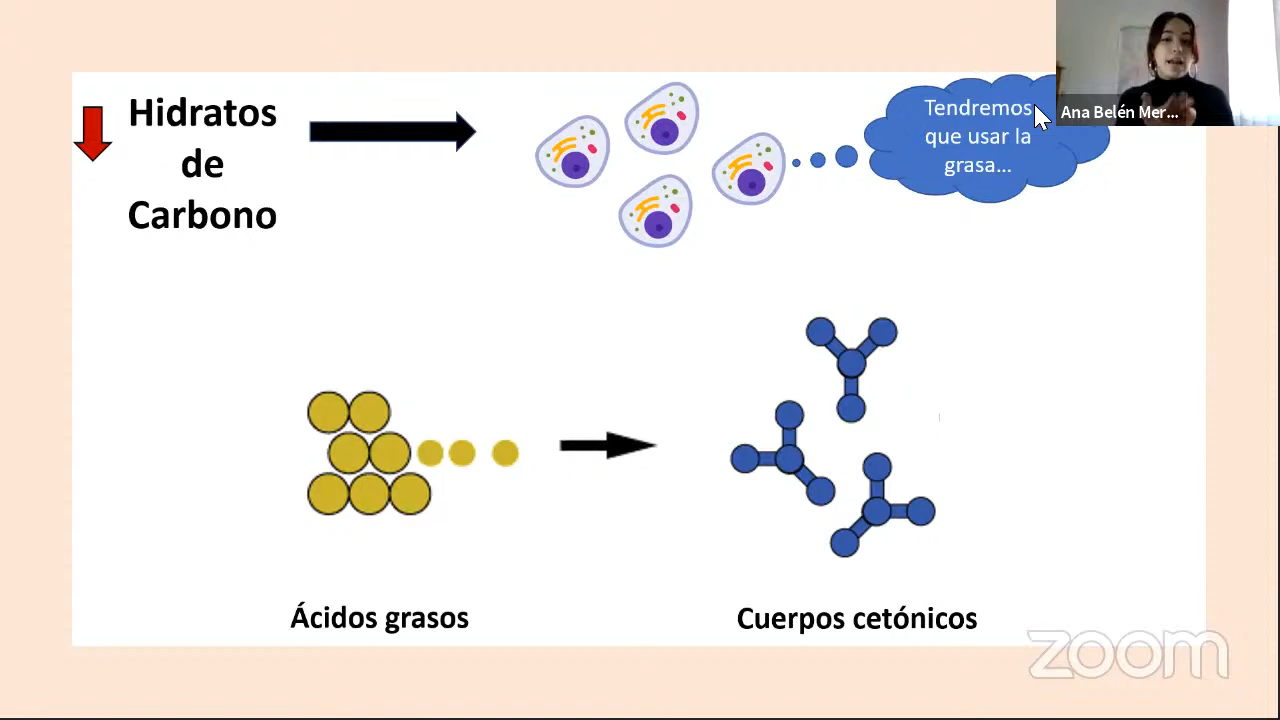 Hidratos
de
Carbono
Tendremos
que usar la
grasa...
Ana Belén Mer...
Ácidos grasos
Cuerpos cetónicos
zoom